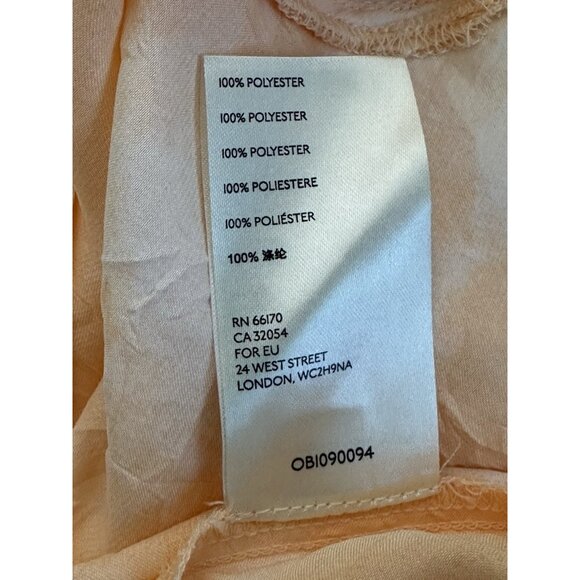 100% POLYESTER
100% POLYESTER
100% POLYESTER
100% POLIESTERE
100% POLIÉSTER
100% 涤纶
RN 66170
CA 32054
FOR EU
24 WEST STREET
LONDON, WC2H9NA
OB1090094